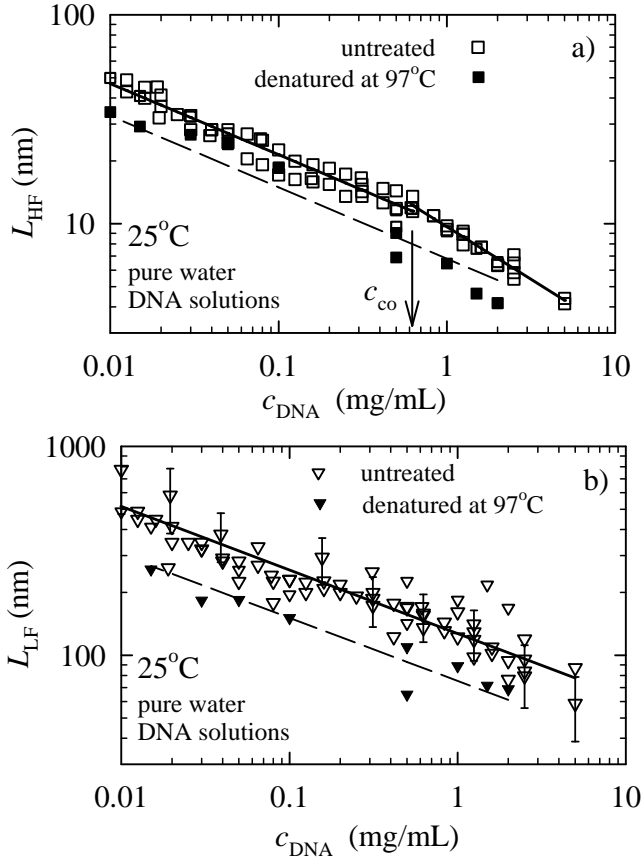 100
a)
untreated
denatured at 97°C
L_HF (nm)
10
25°C
pure water
DNA solutions
c_co
0.01 0.1 1 10
c_DNA (mg/mL)
1000
b)
untreated
denatured at 97°C
L_LF (nm)
100
25°C
pure water
DNA solutions
0.01 0.1 1 10
c_DNA (mg/mL)